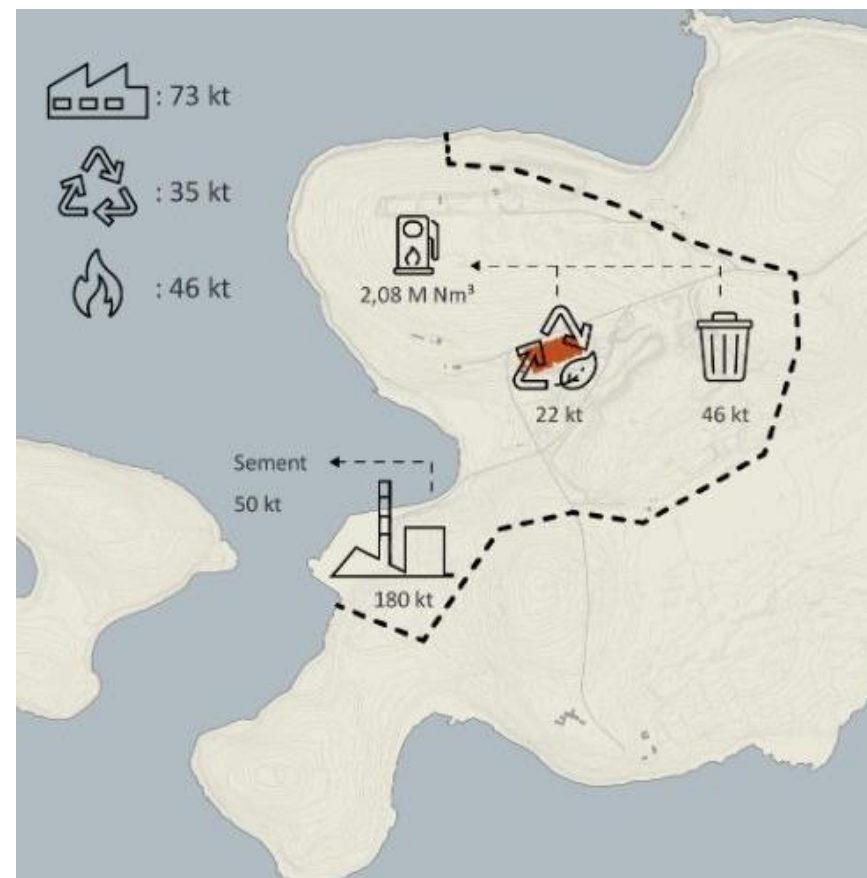 : 73 kt
: 35 kt
: 46 kt
2,08 M Nm³
22 kt
46 kt
Sement
50 kt
180 kt